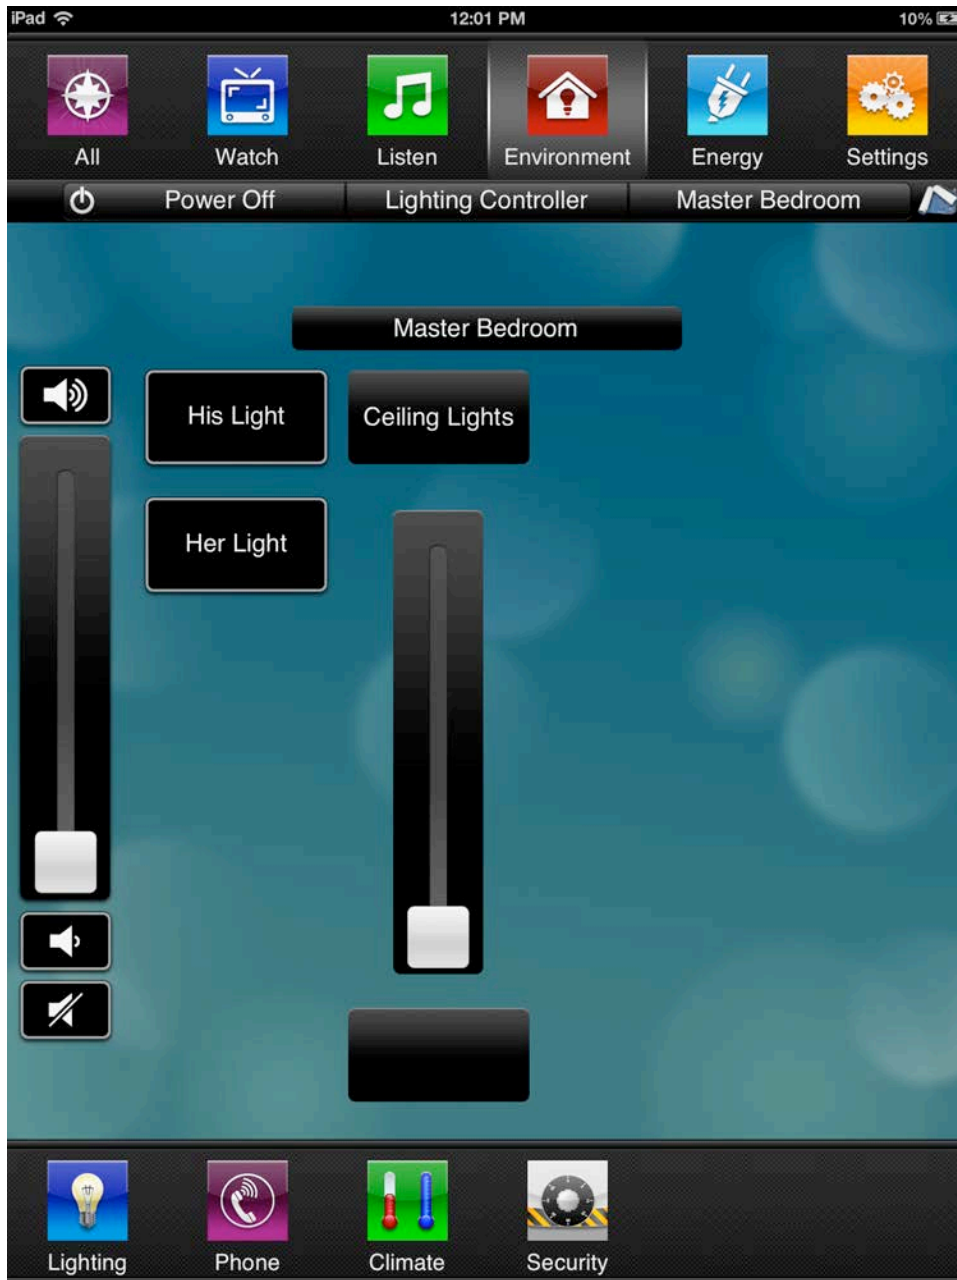 iPad 12:01 PM 10%
All Watch Listen Environment Energy Settings
Power Off Lighting Controller Master Bedroom
Master Bedroom
His Light Ceiling Lights
Her Light
Lighting Phone Climate Security